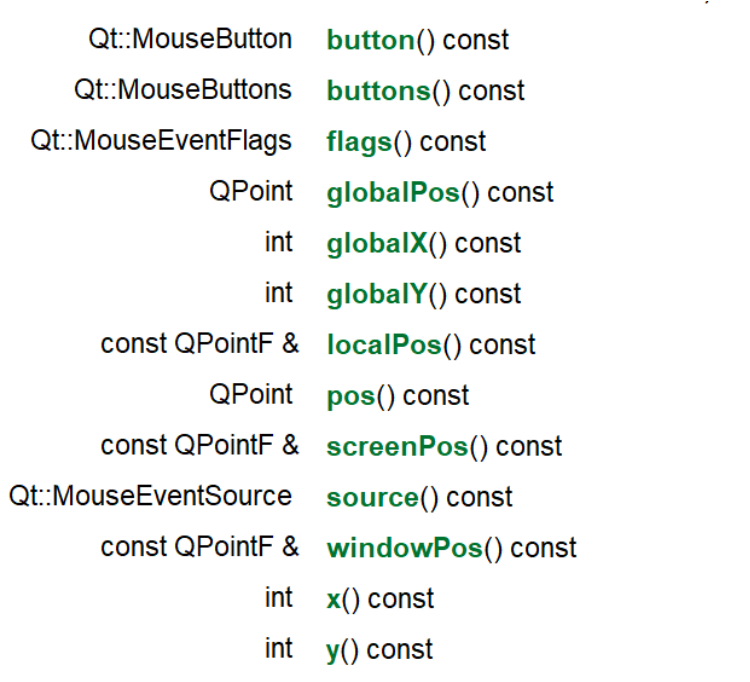 Qt::MouseButton button() const
Qt::MouseButtons buttons() const
Qt::MouseEventFlags flags() const
QPoint globalPos() const
int globalX() const
int globalY() const
const QPointF & localPos() const
QPoint pos() const
const QPointF & screenPos() const
Qt::MouseEventSource source() const
const QPointF & windowPos() const
int x() const
int y() const